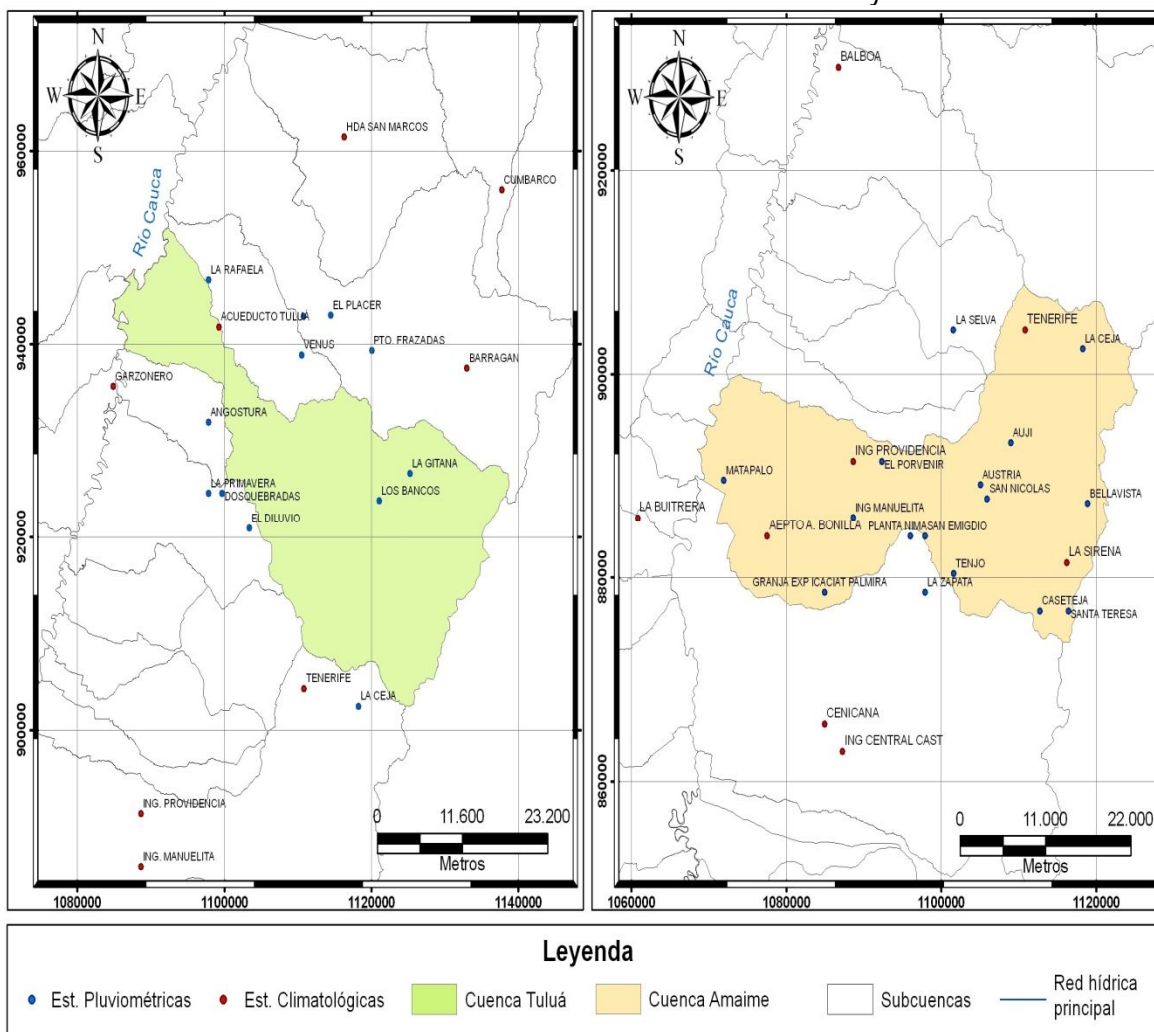 N
W E
S
HDA SAN MARCOS
CUMBARCO
Río Cauca
LA RAFAELA
EL PLACER
ACUEDUCTO TULUÁ
VENUS
PTO. FRAZADAS
BARRAGAN
GARZONERO
ANGOSTURA
LA GITANA
LA PRIMAVERA
DOSQUEBRADAS
LOS BANCOS
EL DILUVIO
TENERIFE
LA CEJA
ING. PROVIDENCIA
ING. MANUELITA
0 11.600 23.200
Metros
960000
940000
920000
900000
1080000 1100000 1120000 1140000
N
W E
S
BALBOA
Río Cauca
LA SELVA
TENERIFE
LA CEJA
AUJI
ING PROVIDENCIA
EL PORVENIR
MATAPALO
AUSTRIA
SAN NICOLAS
BELLAVISTA
LA BUITRERA
ING MANUELITA
AEPTO A. BONILLA
PLANTA NIMASAN EMIGDIO
LA SIRENA
TENJO
GRANJA EXP ICACIAT PALMIRA
LA ZAPATA
CASETEJA
SANTA TERESA
CENICANA
ING CENTRAL CAST
0 11.000 22.000
Metros
920000
900000
880000
860000
1060000 1080000 1100000 1120000
Leyenda
Est. Pluviométricas Est. Climatológicas Cuenca Tuluá Cuenca Amaime Subcuencas Red hídrica
principal